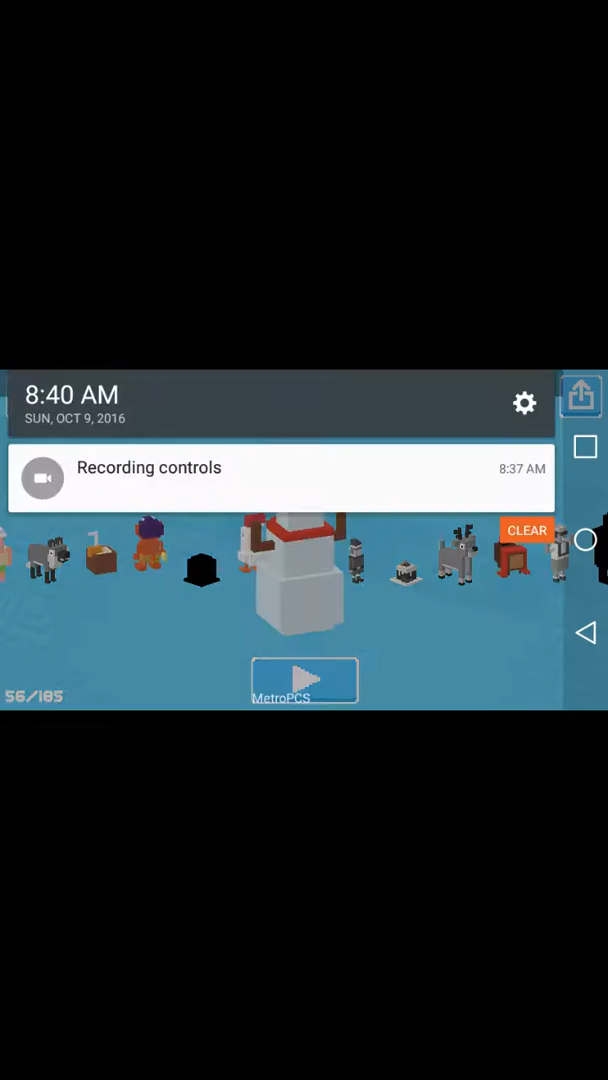 8:40 AM
SUN, OCT 9, 2016
Recording controls
8:37 AM
CLEAR
56/185
MetroPCS